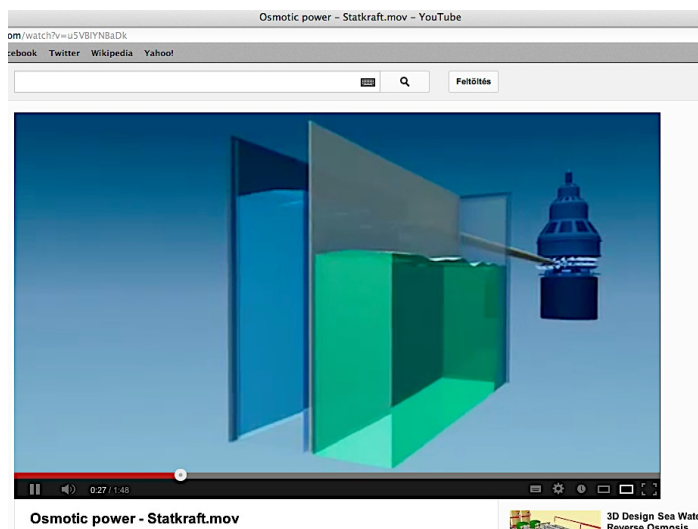 Osmotic power – Statkraft.mov – YouTube
om/watch?v=u5VBIYNBaDk
cebook Twitter Wikipedia Yahoo!
Feltöltés
0:27 / 1:48
Osmotic power - Statkraft.mov
3D Design Sea Wate
Reverse Osmosis